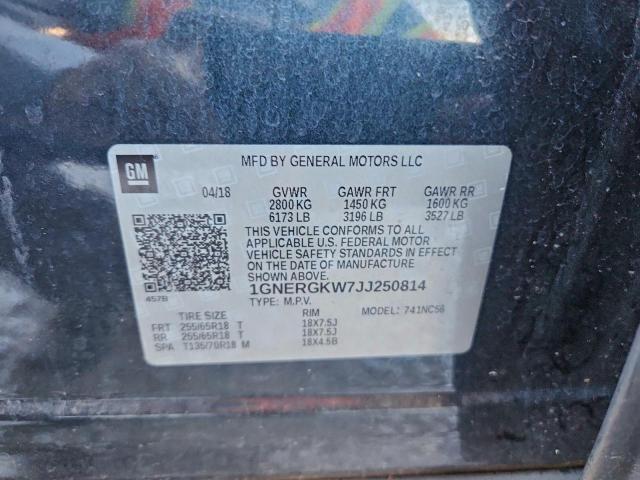 GM
MFD BY GENERAL MOTORS LLC
04/18 GVWR GAWR FRT GAWR RR
2800 KG 1450 KG 1600 KG
6173 LB 3196 LB 3527 LB
THIS VEHICLE CONFORMS TO ALL
APPLICABLE U.S. FEDERAL MOTOR
VEHICLE SAFETY STANDARDS IN EFFECT
ON THE DATE OF MANUFACTURE
SHOWN ABOVE.
1GNERGKW7JJ250814
457B
TYPE: M.P.V. MODEL: 741NC56
TIRE SIZE RIM
FRT 255/65R18 T 18X7.5J
RR 255/65R18 T 18X7.5J
SPA T135/70R18 M 18X4.5B